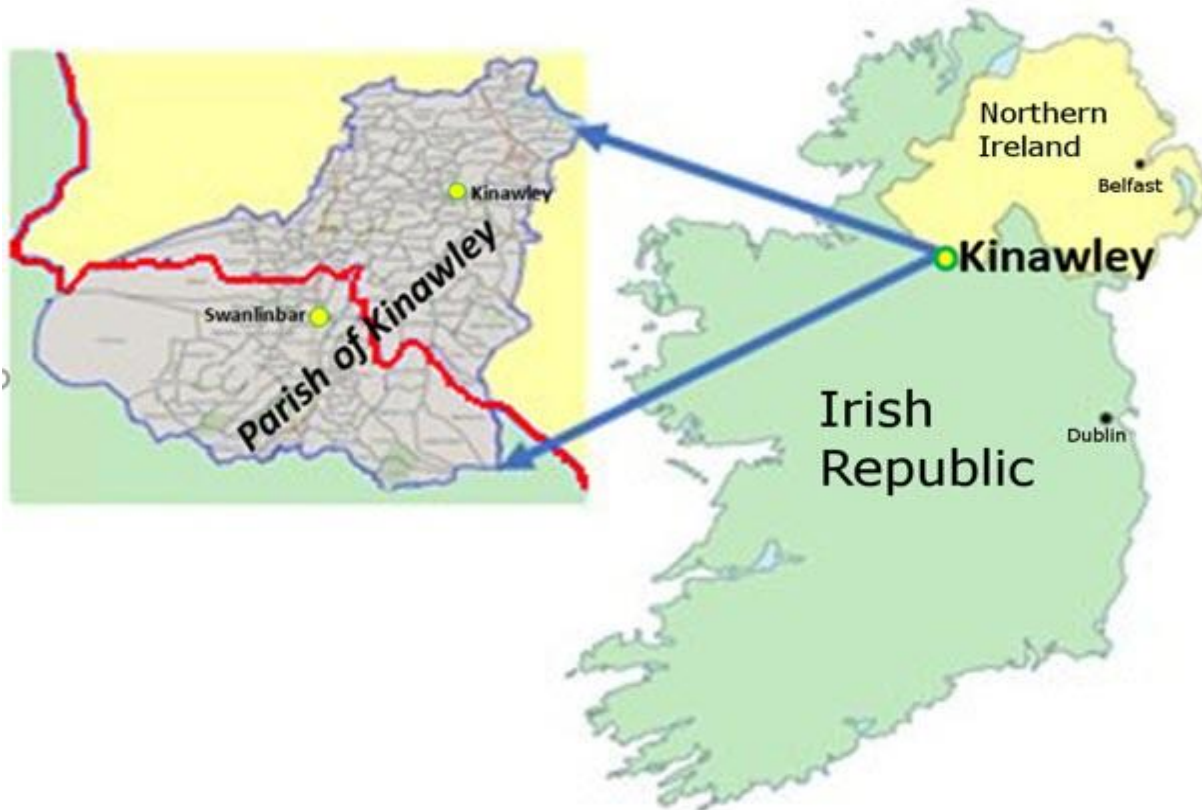 Kinawley
Swanlinbar
Parish of Kinawley
Northern
Ireland
Belfast
Kinawley
Irish
Republic
Dublin